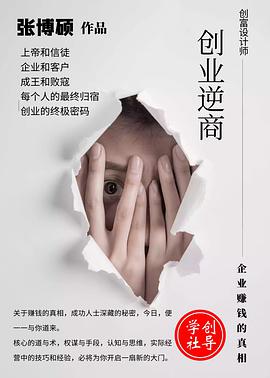 张博硕 作品
上帝和信徒
企业和客户
成王和败寇
每个人的最终归宿
创业的终极密码
创富设计师
创业逆商
企业赚钱的真相
关于赚钱的真相，成功人士深藏的秘密，今日，便
一一与你道来。
核心的道与术，权谋与手段，认知与思维，实际经
营中的技巧和经验，必将为你开启一扇新的大门。
创导
学社